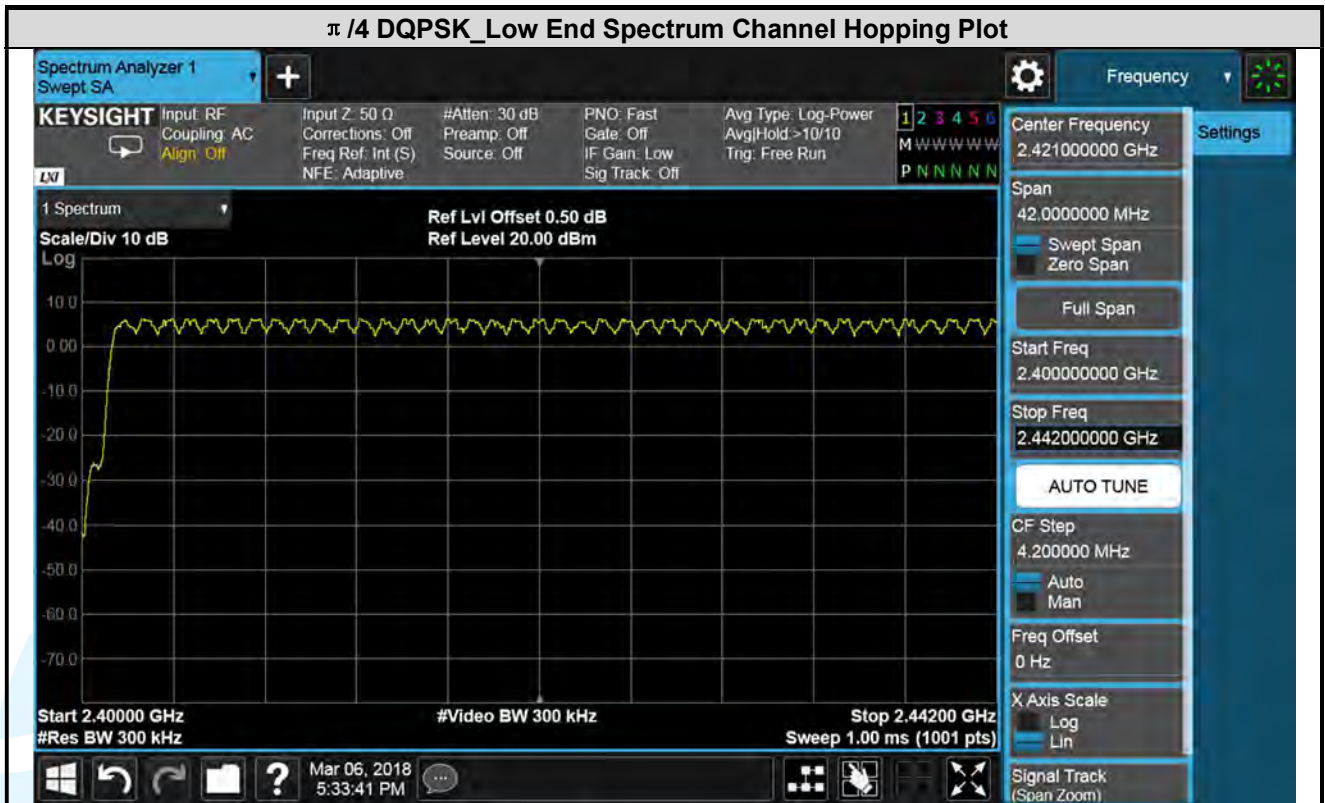 π/4 DQPSK_Low End Spectrum Channel Hopping Plot
Spectrum Analyzer 1
Swept SA
+
Frequency
KEYSIGHT
Input: RF
Coupling: AC
Align: Off
LXI
Input Z: 50 Ω
Corrections: Off
Freq Ref: Int (S)
NFE: Adaptive
#Atten: 30 dB
Preamp: Off
Source: Off
PNO: Fast
Gate: Off
IF Gain: Low
Sig Track: Off
Avg Type: Log-Power
Avg|Hold:>10/10
Trig: Free Run
1 2 3 4 5 6
M W W W W W
P N N N N N
Settings
1 Spectrum
Scale/Div 10 dB
Log
Ref Lvl Offset 0.50 dB
Ref Level 20.00 dBm
10.0
0.00
-10.0
-20.0
-30.0
-40.0
-50.0
-60.0
-70.0
Start 2.40000 GHz
#Res BW 300 kHz
#Video BW 300 kHz
Stop 2.44200 GHz
Sweep 1.00 ms (1001 pts)
Center Frequency
2.421000000 GHz
Span
42.0000000 MHz
Swept Span
Zero Span
Full Span
Start Freq
2.400000000 GHz
Stop Freq
2.442000000 GHz
AUTO TUNE
CF Step
4.200000 MHz
Auto
Man
Freq Offset
0 Hz
X Axis Scale
Log
Lin
Signal Track
(Span Zoom)
?
Mar 06, 2018
5:33:41 PM